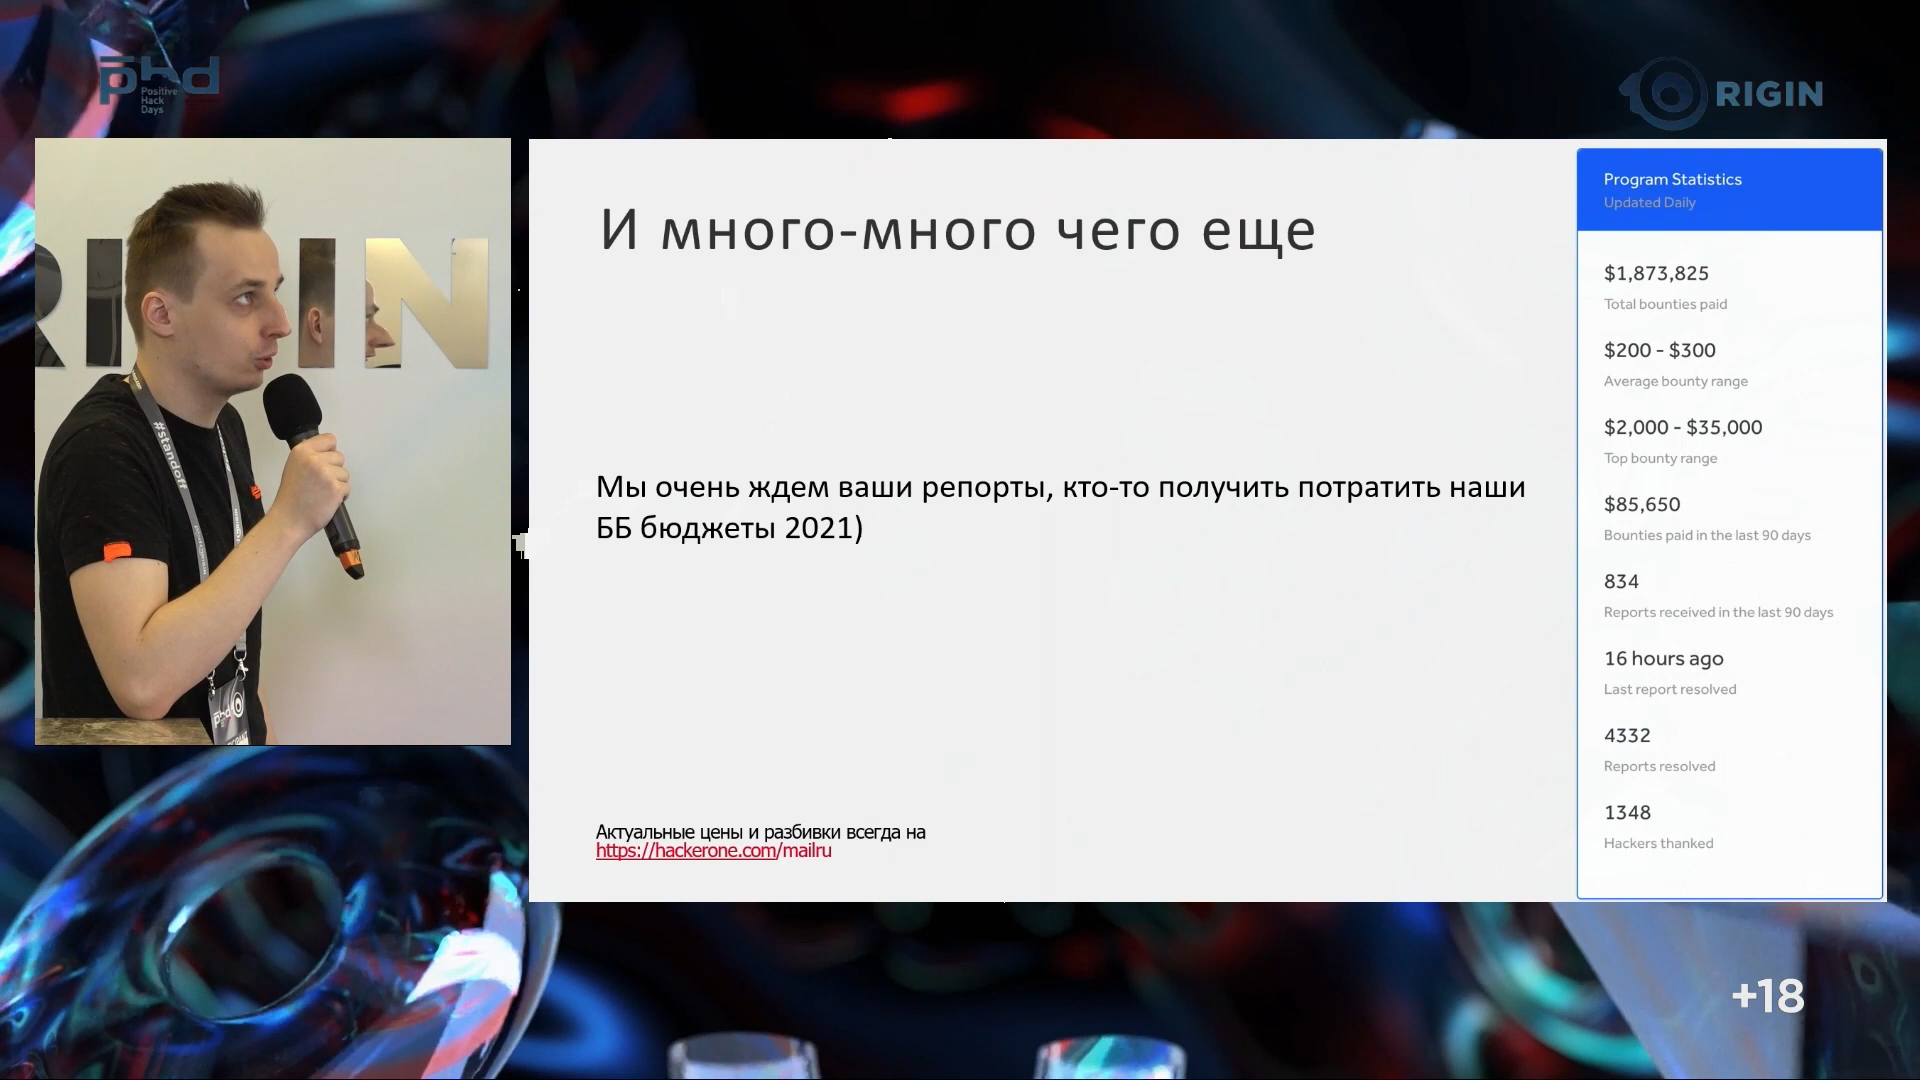 phd
Positive
Hack
Days
RIGIN
RIGIN
#standoff
phd
И много-много чего еще
Мы очень ждем ваши репорты, кто-то получить потратить наши
ББ бюджеты 2021)
Актуальные цены и разбивки всегда на
https://hackerone.com/mailru
Program Statistics
Updated Daily
$1,873,825
Total bounties paid
$200 - $300
Average bounty range
$2,000 - $35,000
Top bounty range
$85,650
Bounties paid in the last 90 days
834
Reports received in the last 90 days
16 hours ago
Last report resolved
4332
Reports resolved
1348
Hackers thanked
+18